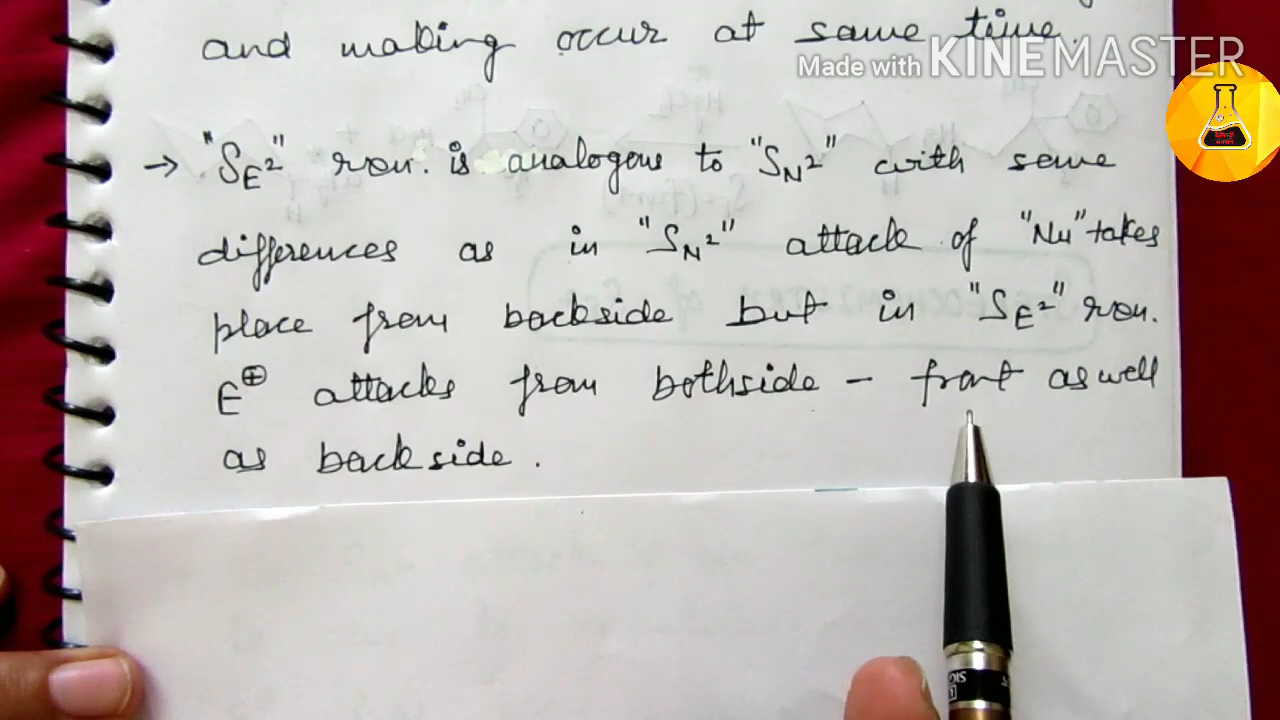 and making occur at same time.
Made with KINEMASTER
→ "SE2" rxn. is analogous to "SN2" with some
differences as in "SN2" attack of "Nu" takes
place from backside but in "SE2" rxn.
E⊕ attacks from bothside – front as well
as backside.